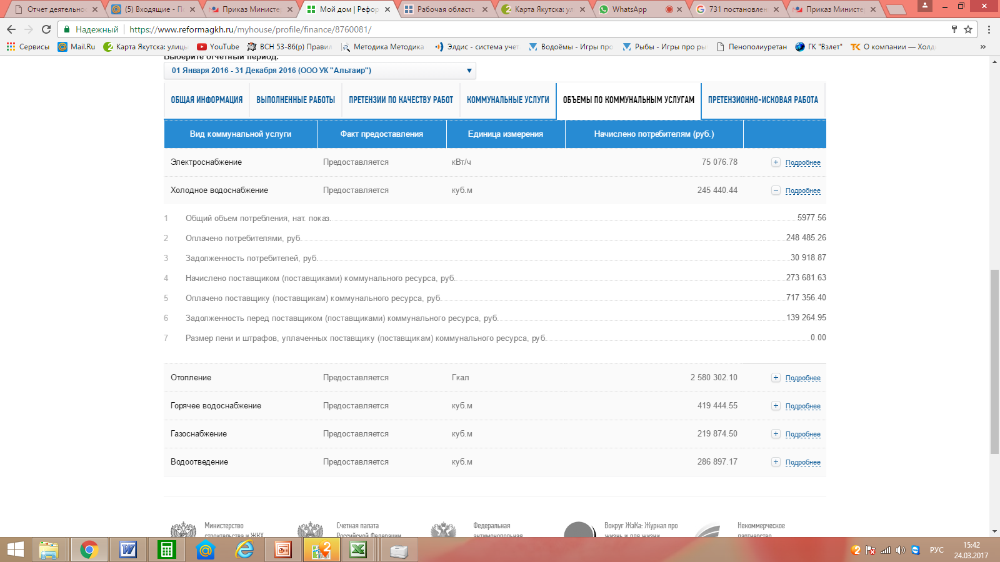 Отчет деятельно
(5) Входящие - П
Приказ Министер
Мой дом | Рефор
Рабочая область
Карта Якутска: ул
WhatsApp
731 постановлен
Приказ Министе
Надежный https://www.reformagkh.ru/myhouse/profile/finance/8760081/
Сервисы Mail.Ru Карта Якутска: улицы YouTube ВСН 53-86(р) Правил Методика Методика Элдис - система учет Водоёмы - Игры про Рыбы - Игры про ры Пенополиуретан ГК "Взлет" О компании — Холд »
Выберите отчетный период:
01 Января 2016 - 31 Декабря 2016 (ООО УК "Альтаир")
ОБЩАЯ ИНФОРМАЦИЯ ВЫПОЛНЕННЫЕ РАБОТЫ ПРЕТЕНЗИИ ПО КАЧЕСТВУ РАБОТ КОММУНАЛЬНЫЕ УСЛУГИ ОБЪЕМЫ ПО КОММУНАЛЬНЫМ УСЛУГАМ ПРЕТЕНЗИОННО-ИСКОВАЯ РАБОТА
Вид коммунальной услуги Факт предоставления Единица измерения Начислено потребителям (руб.)
Электроснабжение Предоставляется кВт/ч 75 076.78 Подробнее
Холодное водоснабжение Предоставляется куб.м 245 440.44 Подробнее
1 Общий объем потребления, нат. показ. 5977.56
2 Оплачено потребителями, руб. 248 485.26
3 Задолженность потребителей, руб. 30 918.87
4 Начислено поставщиком (поставщиками) коммунального ресурса, руб. 273 681.63
5 Оплачено поставщику (поставщикам) коммунального ресурса, руб. 717 356.40
6 Задолженность перед поставщиком (поставщиками) коммунального ресурса, руб. 139 264.95
7 Размер пени и штрафов, уплаченных поставщику (поставщикам) коммунального ресурса, руб. 0.00
Отопление Предоставляется Гкал 2 580 302.10 Подробнее
Горячее водоснабжение Предоставляется куб.м 419 444.55 Подробнее
Газоснабжение Предоставляется куб.м 219 874.50 Подробнее
Водоотведение Предоставляется куб.м 286 897.17 Подробнее
Министерство Счетная палата Федеральная Вокруг ЖаКа: Журнал про Некоммерческое
строительства и ЖКХ Российской Федерации антимонопольная жизнь и для жизни партнерство
РУС
15:42
24.03.2017